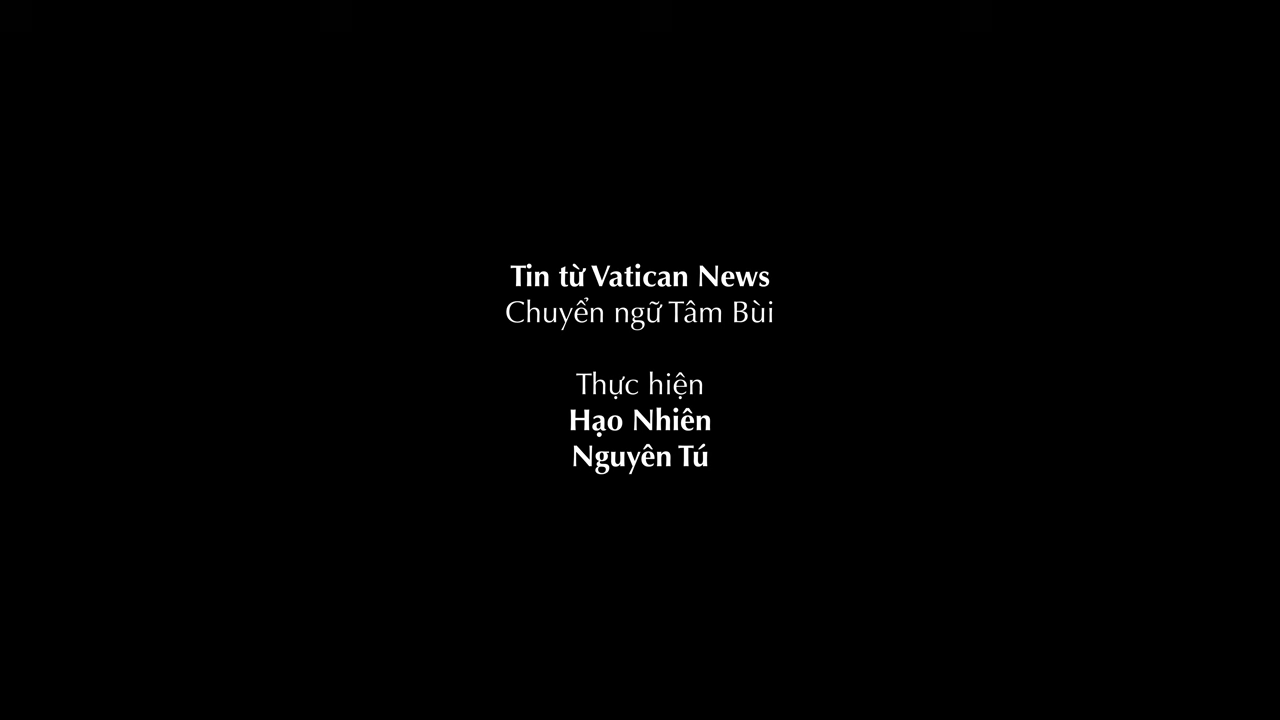 Tin từ Vatican News
Chuyển ngữ Tâm Bùi
Thực hiện
Hạo Nhiên
Nguyên Tú